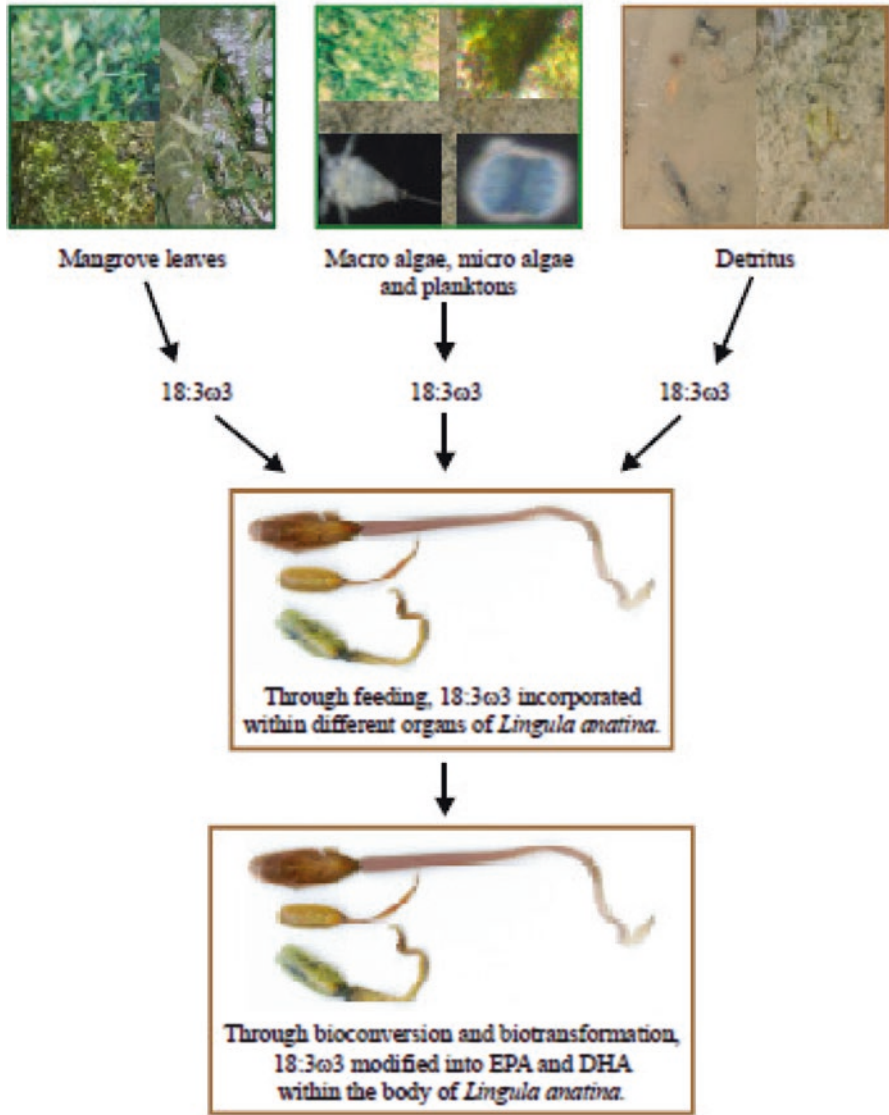 Mangrove leaves
Macro algae, micro algae
and planktons
Detritus
18:3ω3
18:3ω3
18:3ω3
Through feeding, 18:3ω3 incorporated
within different organs of Lingula anatina.
Through bioconversion and biotransformation,
18:3ω3 modified into EPA and DHA
within the body of Lingula anatina.